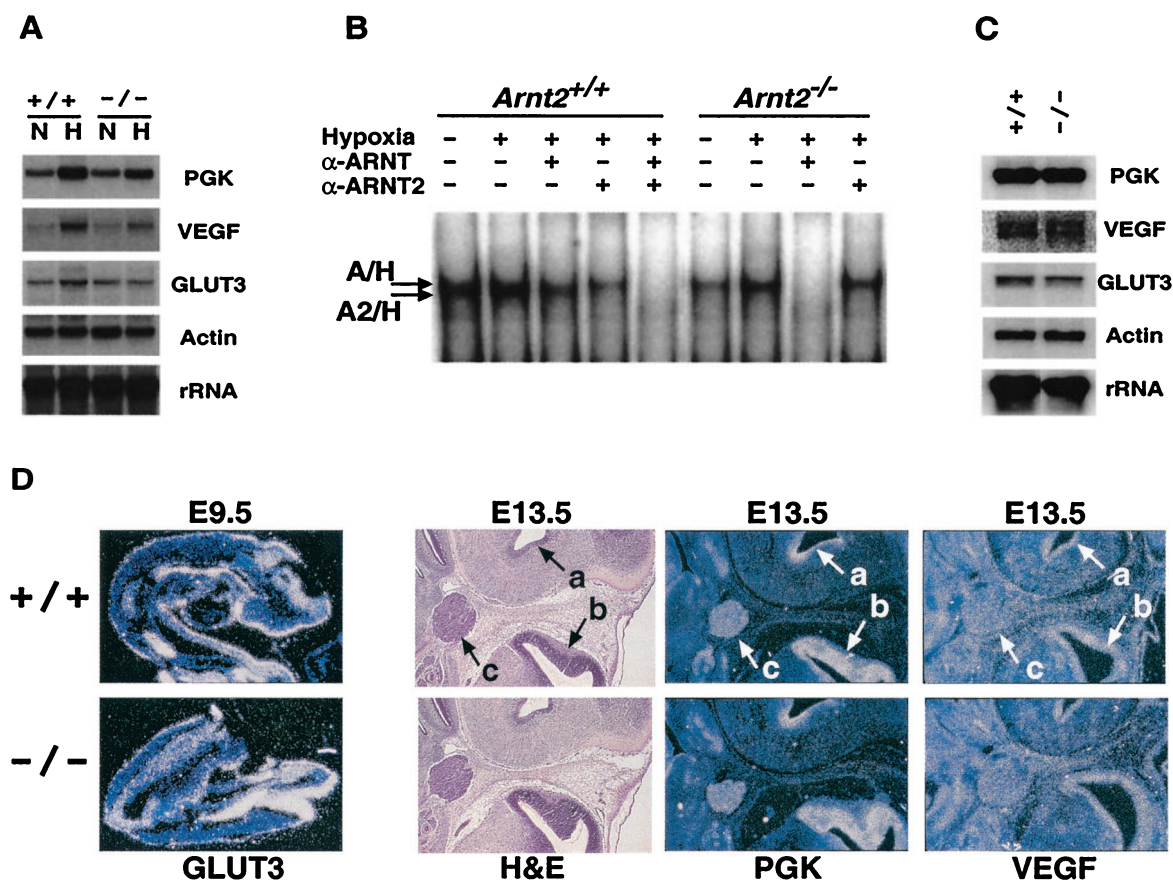 A
+/+ -/-
N H N H
PGK
VEGF
GLUT3
Actin
rRNA
B
Arnt2+/+ Arnt2-/-
Hypoxia - + + + + - + + +
α-ARNT - - + - + - - + -
α-ARNT2 - - - + + - - - +
A/H
A2/H
C
+/+ -/-
PGK
VEGF
GLUT3
Actin
rRNA
D
E9.5 E13.5 E13.5 E13.5
+/+
a b c
a b c
a b c
-/-
GLUT3 H&E PGK VEGF